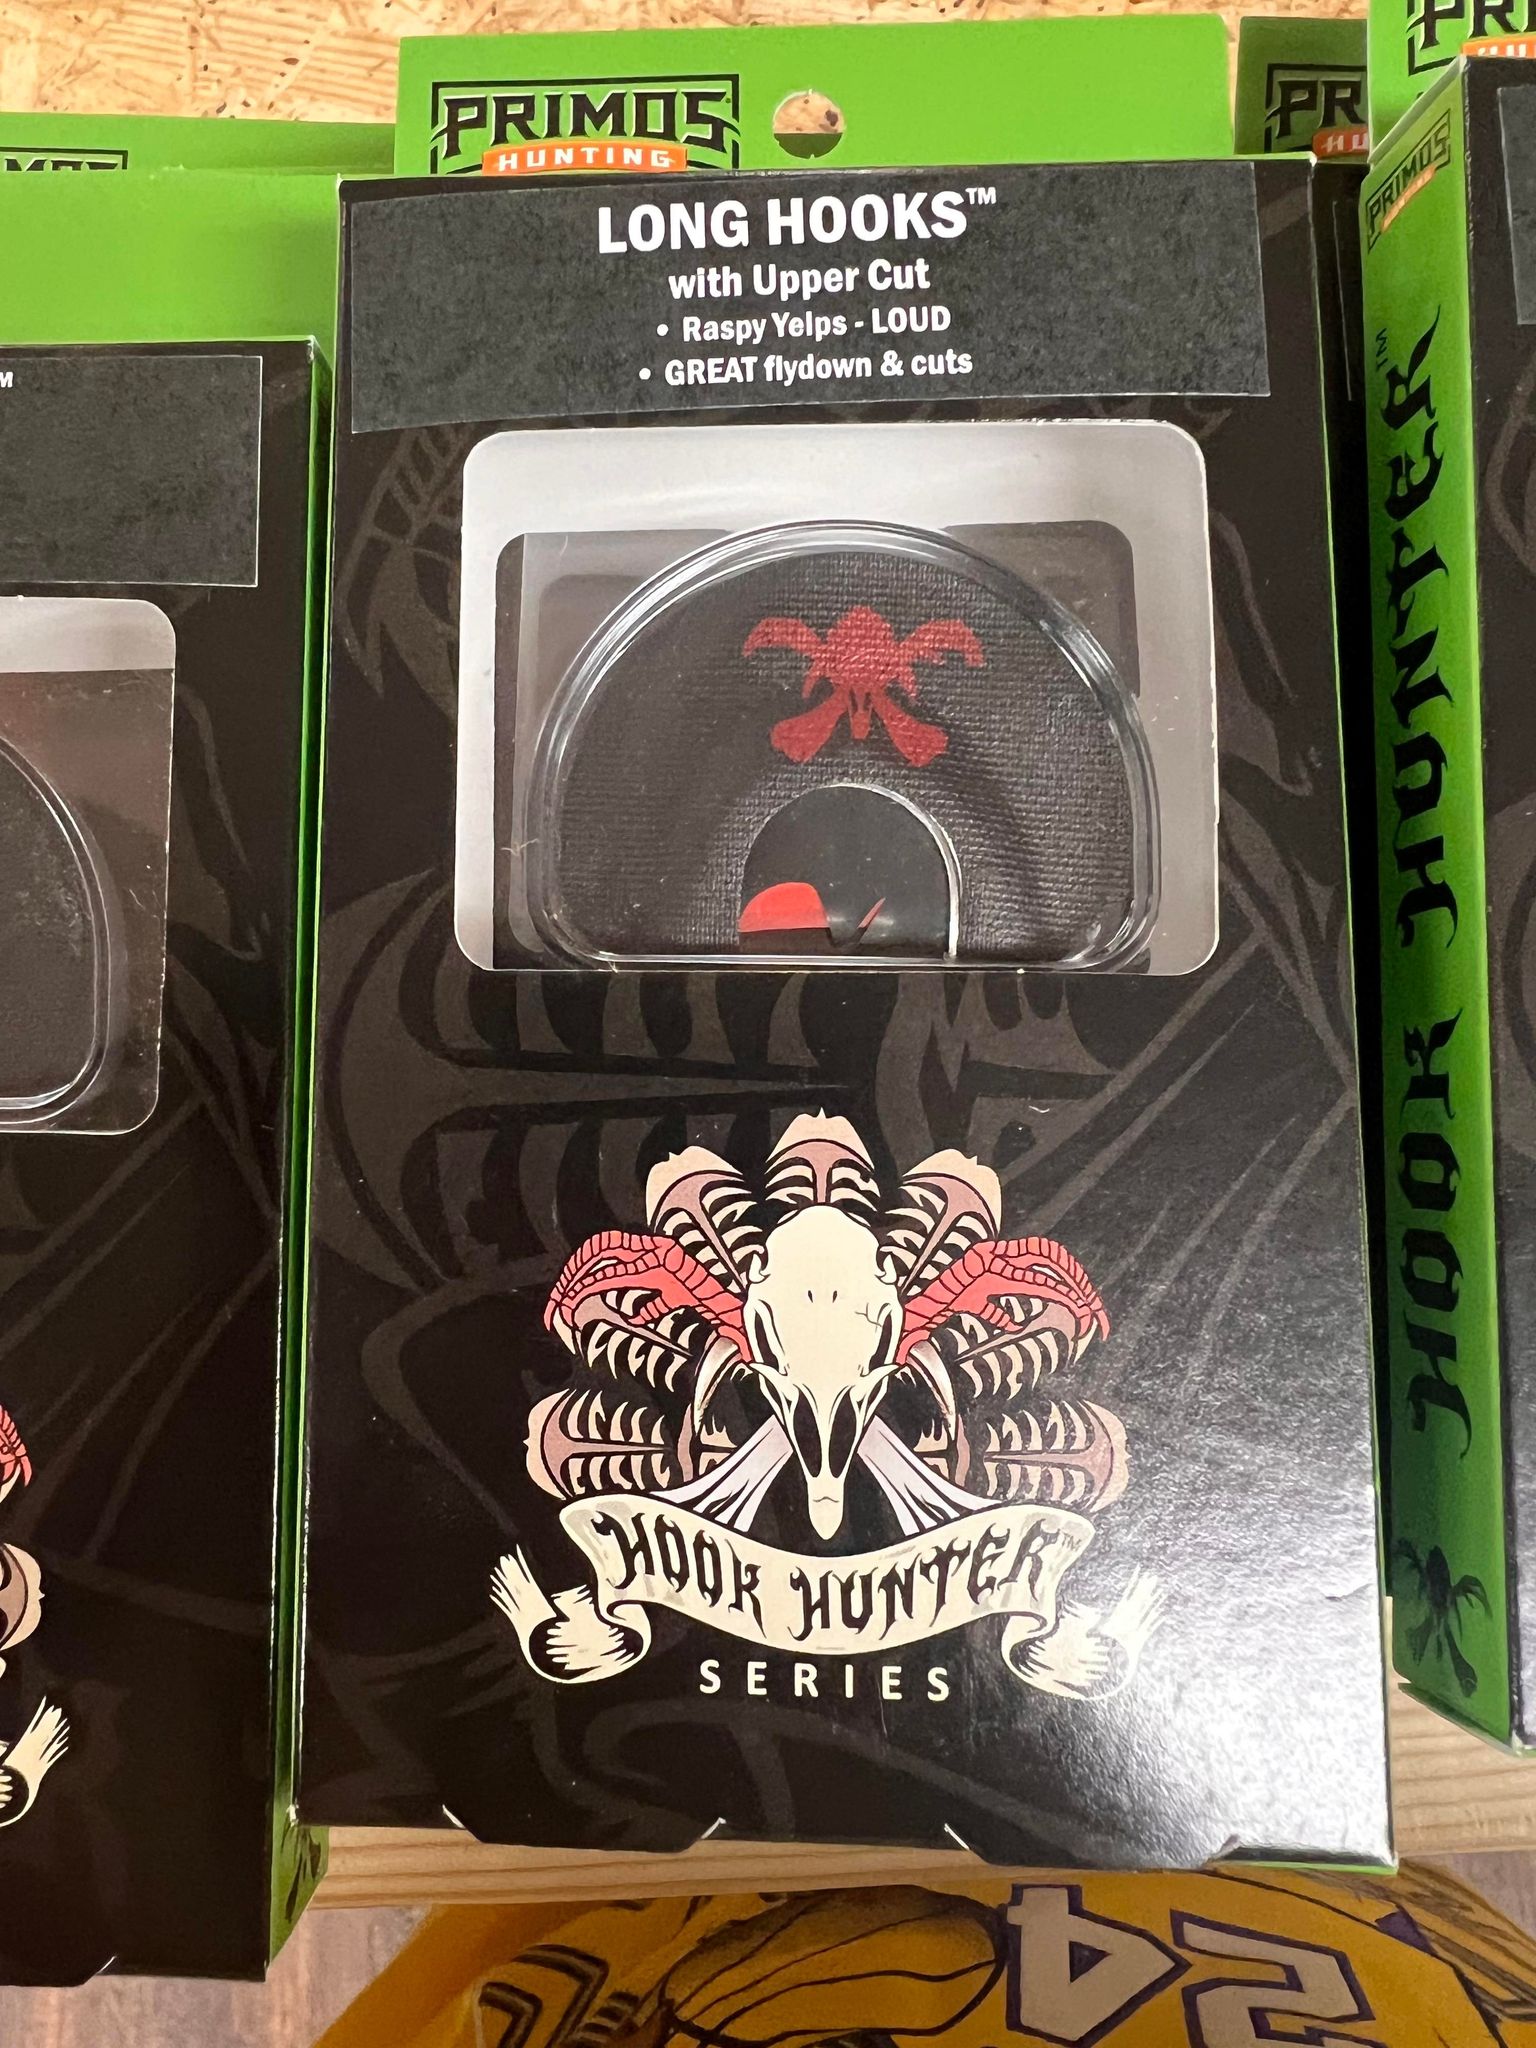 PRIMOS
HUNTING
LONG HOOKS™
with Upper Cut
• Raspy Yelps - LOUD
• GREAT flydown & cuts
HOOK HUNTER™
SERIES
PRIMOS
HOOK HUNTER™
24